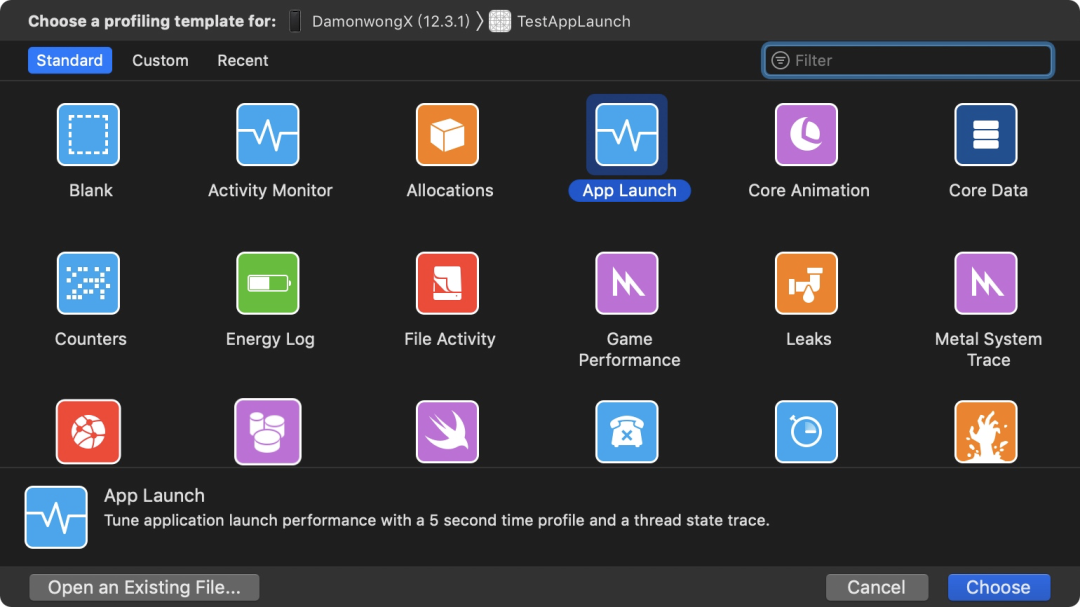 Choose a profiling template for: DamonwongX (12.3.1) 〉 TestAppLaunch
Standard Custom Recent Filter
Blank Activity Monitor Allocations App Launch Core Animation Core Data
Counters Energy Log File Activity Game Performance Leaks Metal System Trace
App Launch
Tune application launch performance with a 5 second time profile and a thread state trace.
Open an Existing File... Cancel Choose